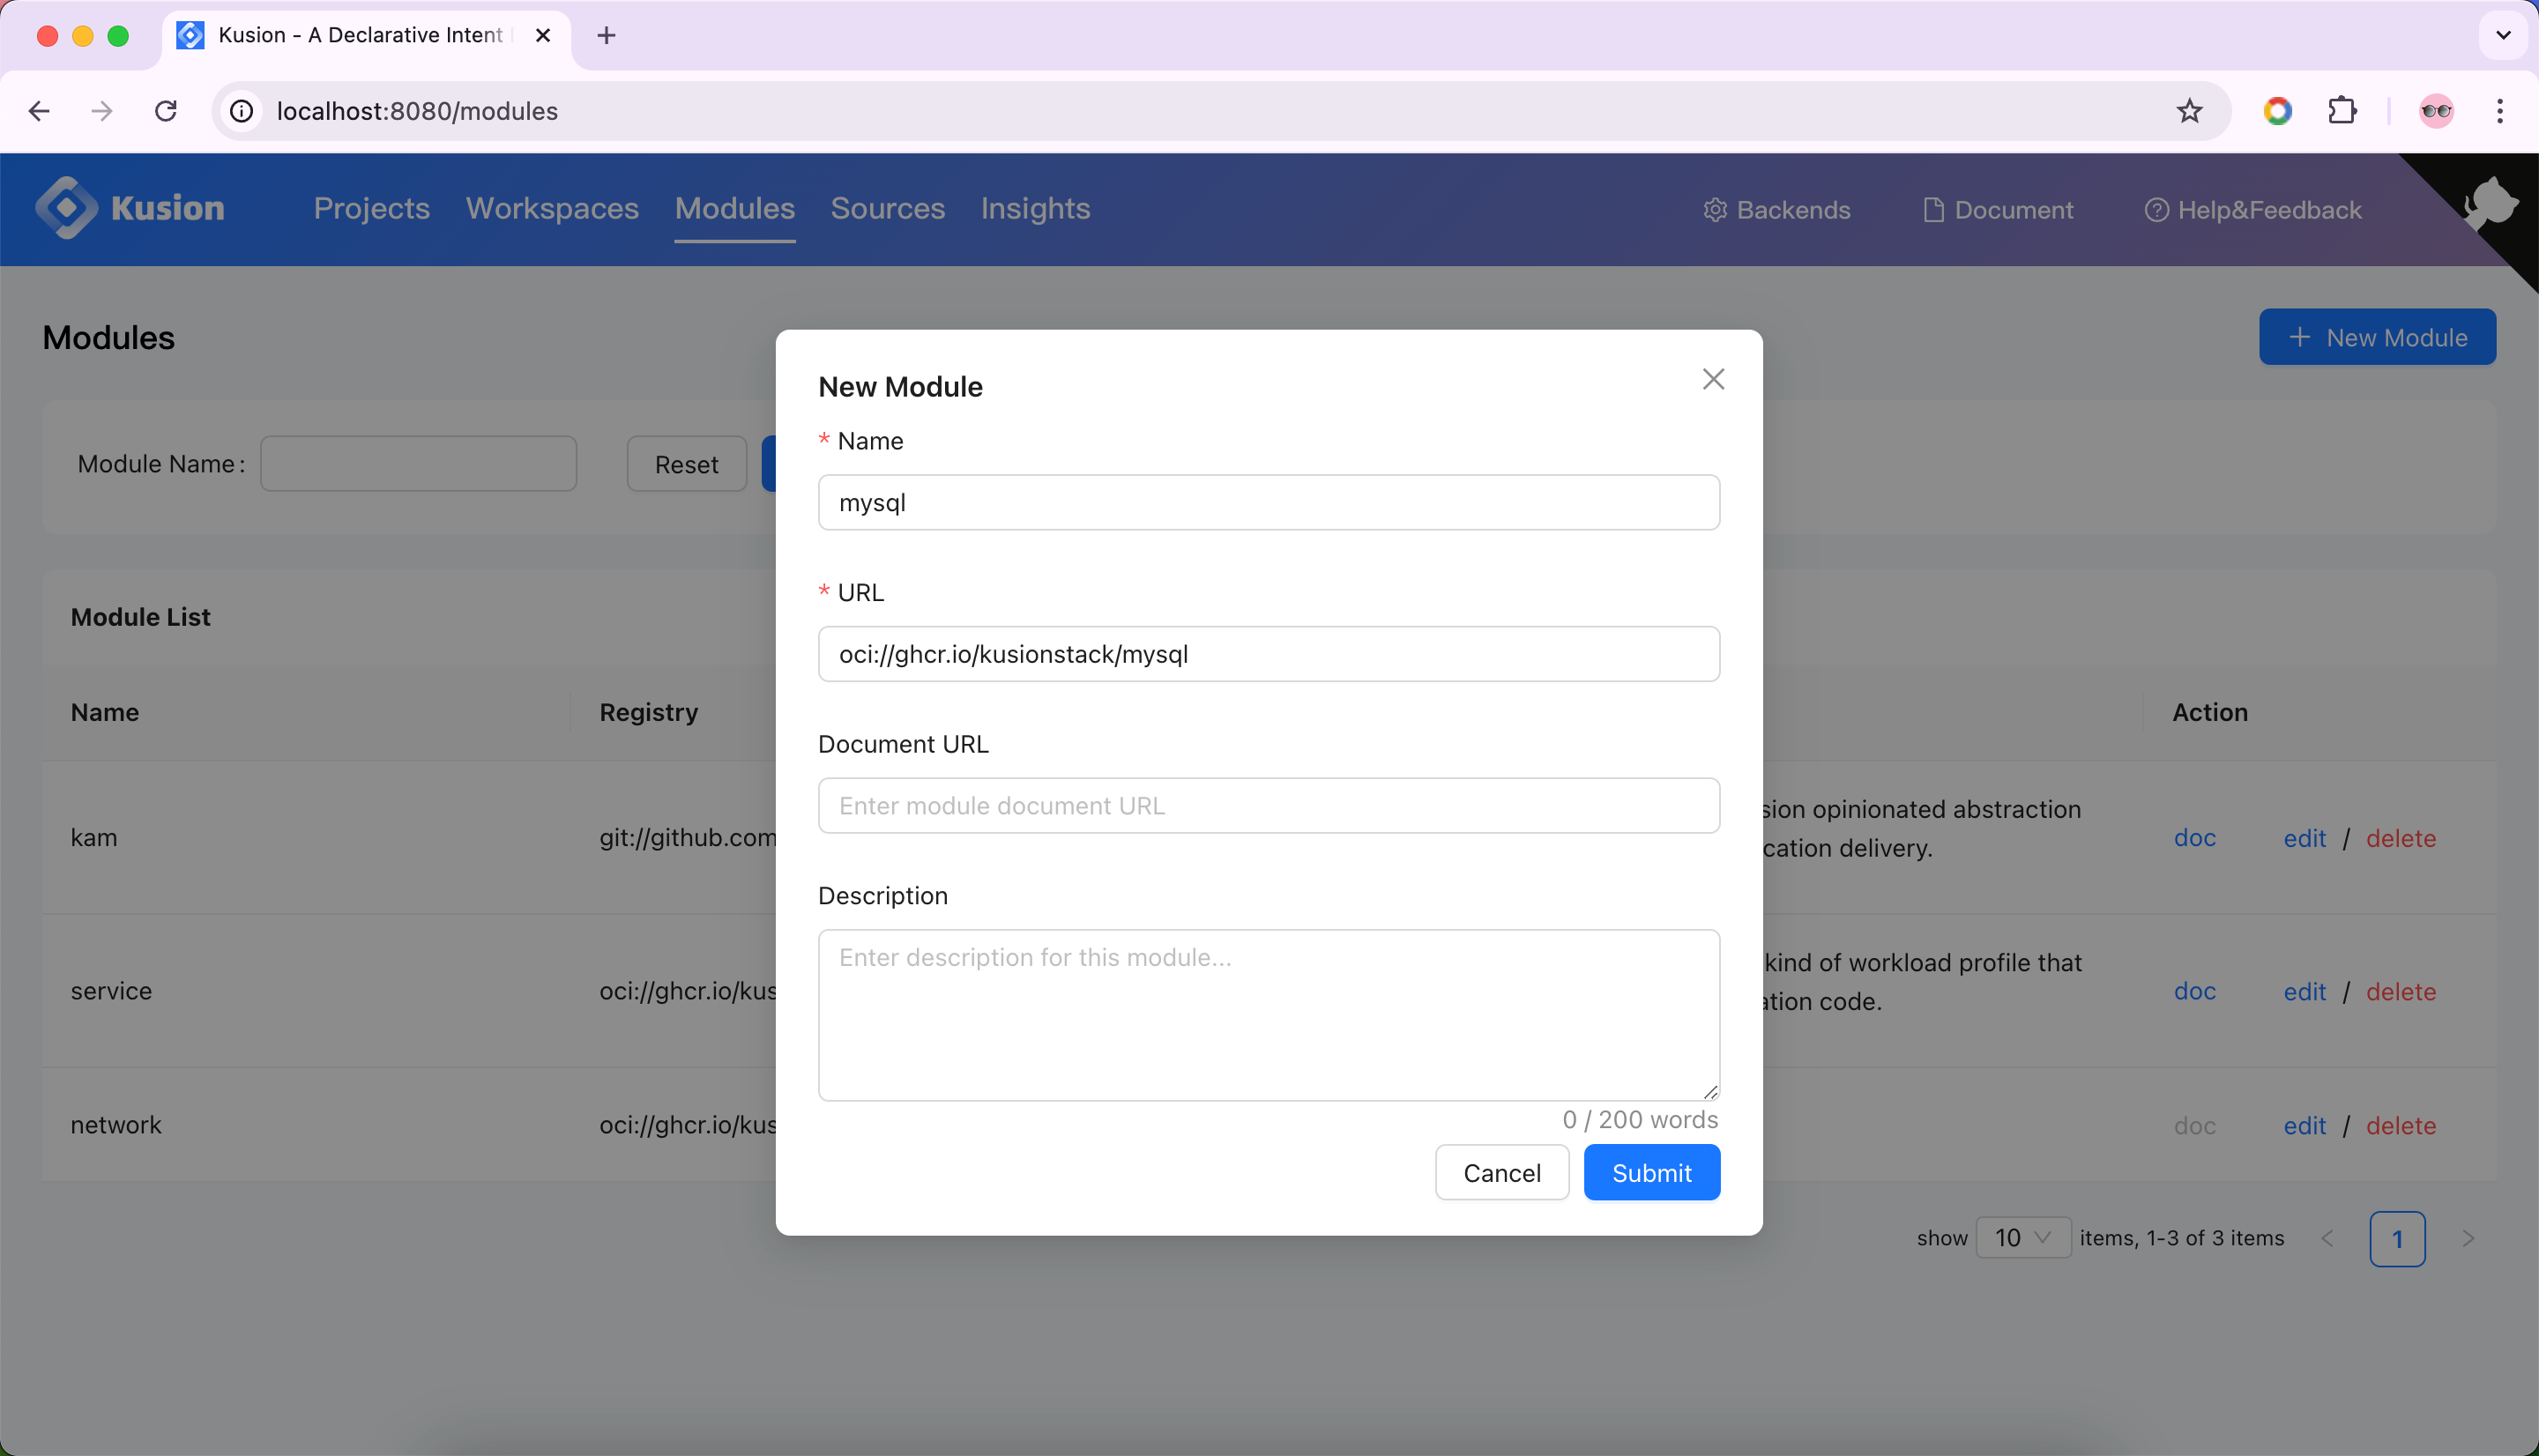 Kusion - A Declarative Intent
localhost:8080/modules
Kusion
Projects Workspaces Modules Sources Insights Backends Document Help&Feedback
Modules
New Module
Module Name: Reset
Module List
Name Registry Action
kam git://github.com sion opinionated abstraction
cation delivery. doc edit / delete
service oci://ghcr.io/kus kind of workload profile that
ation code. doc edit / delete
network oci://ghcr.io/kus doc edit / delete
show 10 items, 1-3 of 3 items 1
New Module
* Name
mysql
* URL
oci://ghcr.io/kusionstack/mysql
Document URL
Enter module document URL
Description
Enter description for this module...
0 / 200 words
Cancel Submit